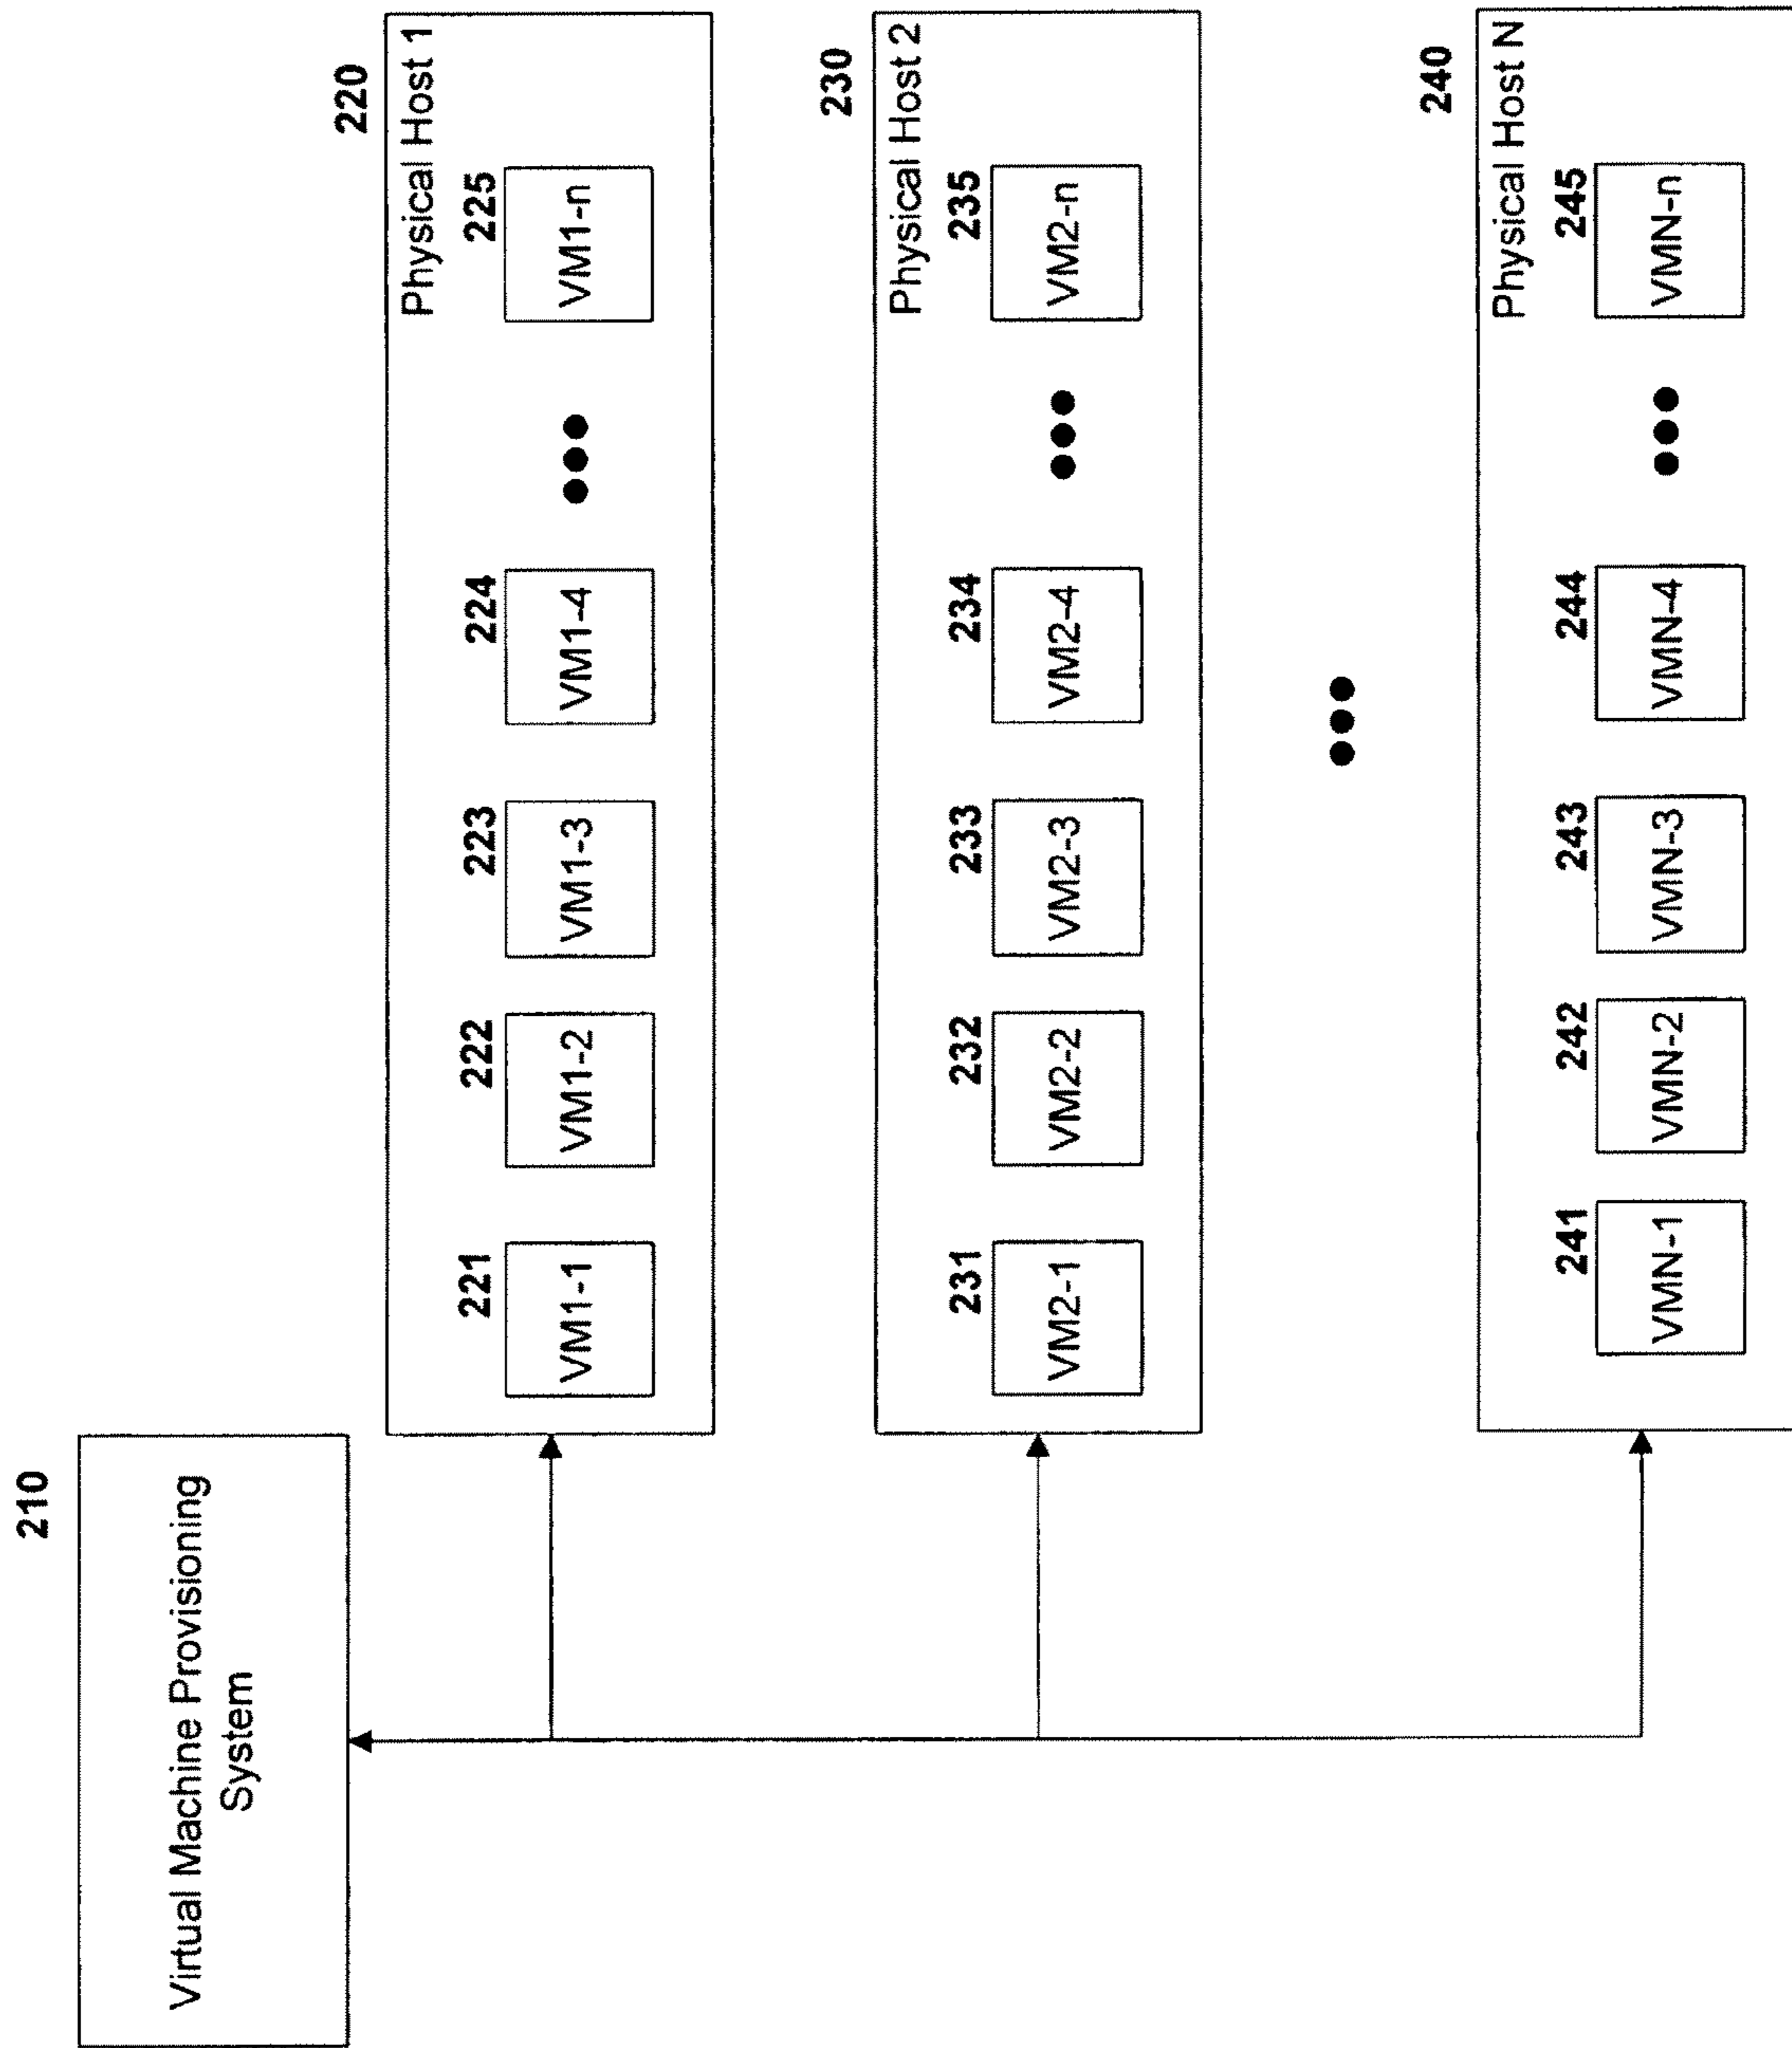 210
Virtual Machine Provisioning
System
220
Physical Host 1
221
222
223
224
225
VM1-1
VM1-2
VM1-3
VM1-4
VM1-n
230
Physical Host 2
231
232
233
234
235
VM2-1
VM2-2
VM2-3
VM2-4
VM2-n
240
Physical Host N
241
242
243
244
245
VMN-1
VMN-2
VMN-3
VMN-4
VMN-n